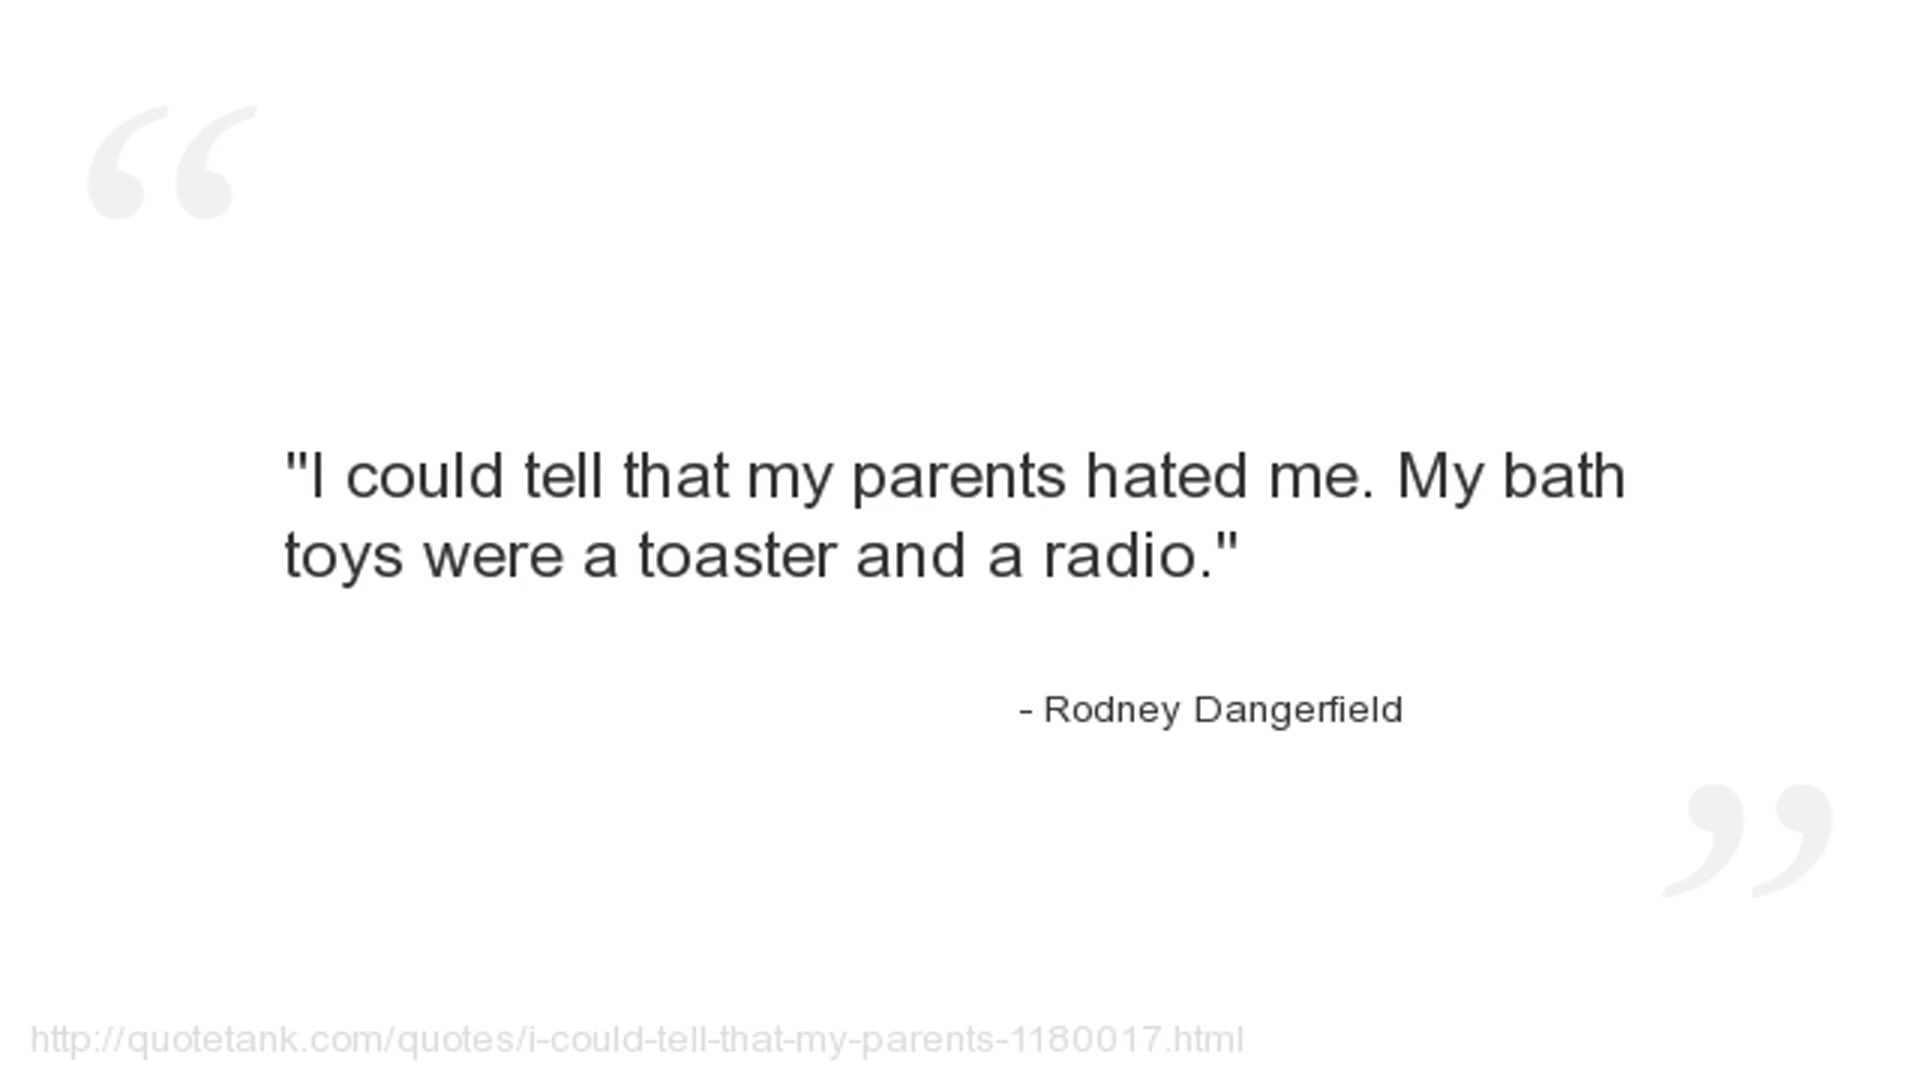 "I could tell that my parents hated me. My bath
toys were a toaster and a radio."
- Rodney Dangerfield
http://quotetank.com/quotes/i-could-tell-that-my-parents-1180017.html